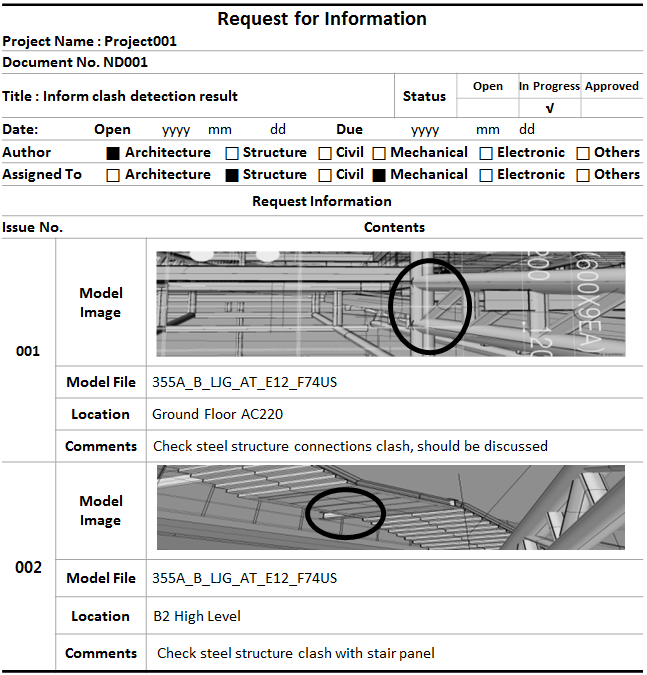 Request for Information
Project Name : Project001
Document No. ND001
Title : Inform clash detection result
Status
Open In Progress Approved
√
Date: Open yyyy mm dd Due yyyy mm dd
Author ■ Architecture □ Structure □ Civil □ Mechanical □ Electronic □ Others
Assigned To □ Architecture ■ Structure □ Civil ■ Mechanical □ Electronic □ Others
Request Information
Issue No. Contents
001
Model
Image
200
120
(600X9EA)
Model File 355A_B_LJG_AT_E12_F74US
Location Ground Floor AC220
Comments Check steel structure connections clash, should be discussed
002
Model
Image
Model File 355A_B_LJG_AT_E12_F74US
Location B2 High Level
Comments Check steel structure clash with stair panel